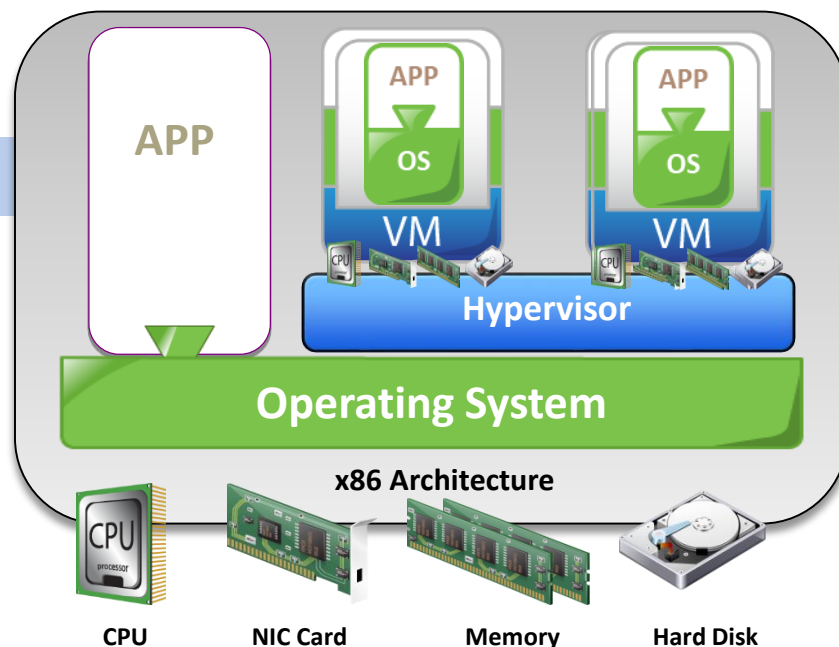 APP
APP
OS
VM
APP
OS
VM
CPU
CPU
Hypervisor
Operating System
x86 Architecture
CPU
processor
CPU
NIC Card
Memory
Hard Disk